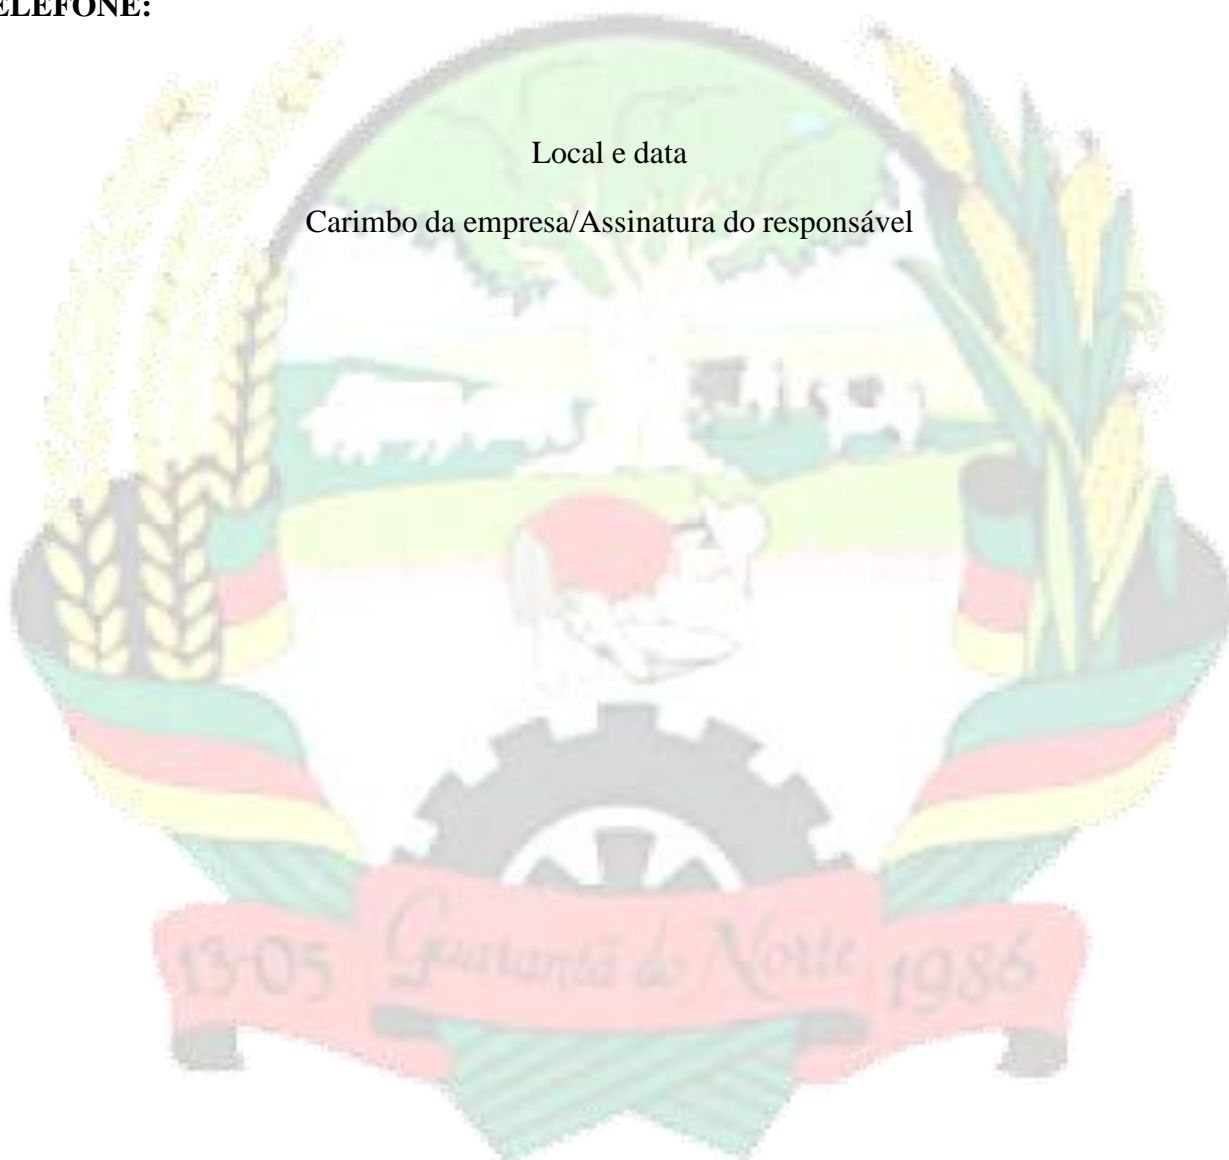 ELEFONE:
Local e data
Carimbo da empresa/Assinatura do responsável
13-05 Guarantã do Norte 1986